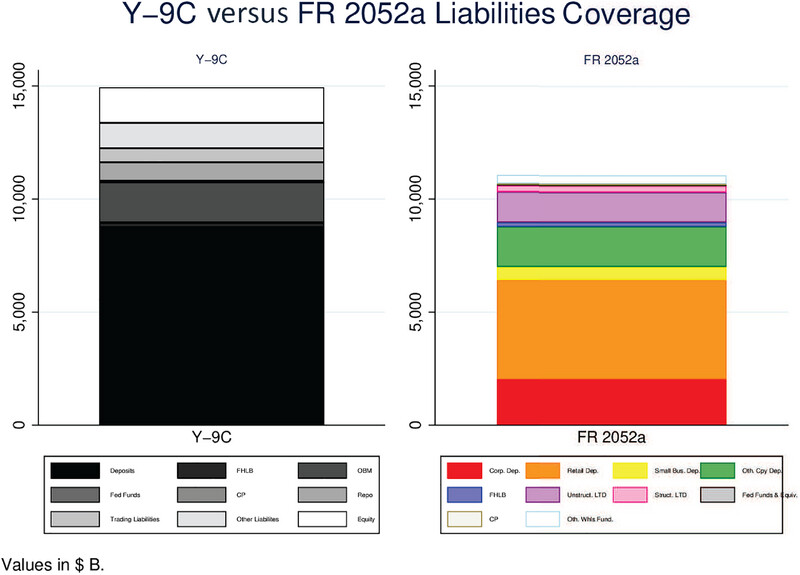 Y–9C versus FR 2052a Liabilities Coverage
Y–9C
FR 2052a
15,000
10,000
5,000
0
15,000
10,000
5,000
0
Y–9C
FR 2052a
Deposits FHLB OBM
Fed Funds CP Repo
Trading Liabilities Other Liabilites Equity
Corp. Dep. Retail Dep. Small Bus. Dep. Oth. Cpy Dep.
FHLB Unstruct. LTD Struct. LTD Fed Funds & Equiv.
CP Oth. Whls Fund.
Values in $ B.